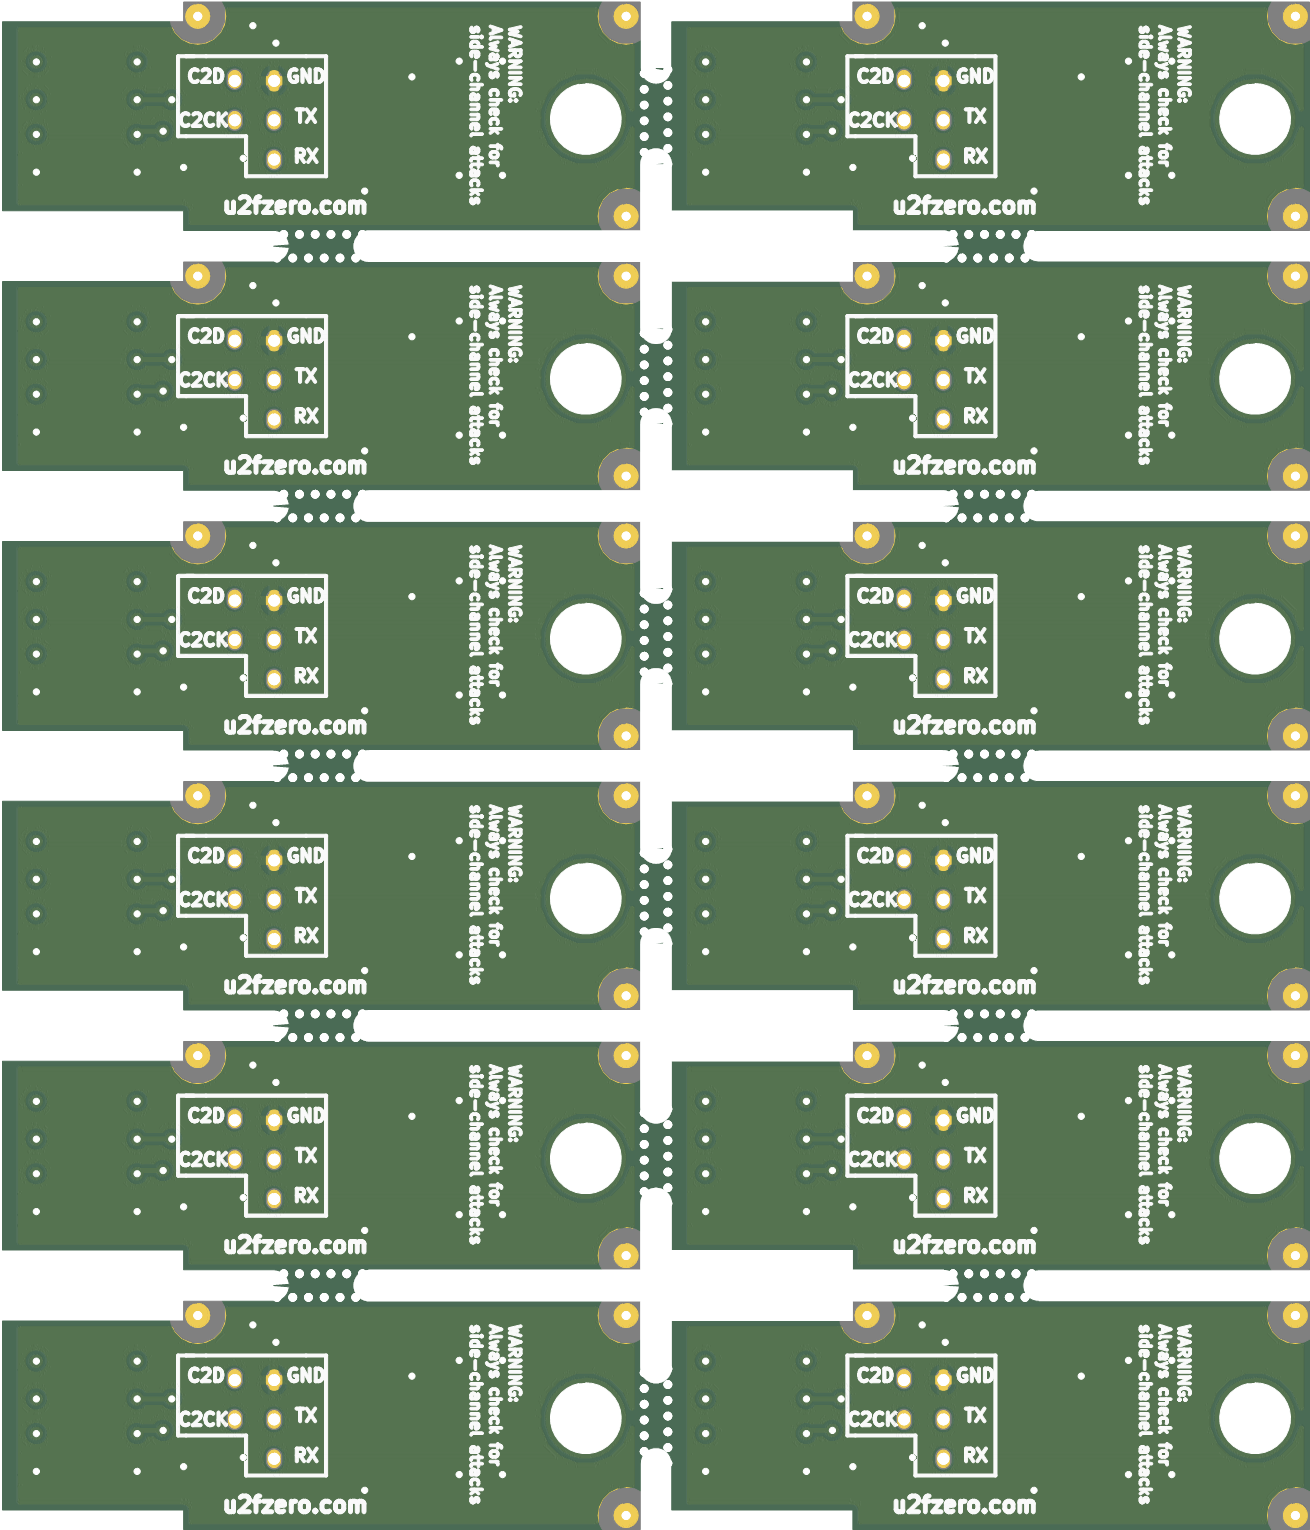 C2D GND
C2CK TX
RX
WARNING:
Always check for
side-channel attacks
u2fzero.com
C2D GND
C2CK TX
RX
WARNING:
Always check for
side-channel attacks
u2fzero.com
C2D GND
C2CK TX
RX
WARNING:
Always check for
side-channel attacks
u2fzero.com
C2D GND
C2CK TX
RX
WARNING:
Always check for
side-channel attacks
u2fzero.com
C2D GND
C2CK TX
RX
WARNING:
Always check for
side-channel attacks
u2fzero.com
C2D GND
C2CK TX
RX
WARNING:
Always check for
side-channel attacks
u2fzero.com
C2D GND
C2CK TX
RX
WARNING:
Always check for
side-channel attacks
u2fzero.com
C2D GND
C2CK TX
RX
WARNING:
Always check for
side-channel attacks
u2fzero.com
C2D GND
C2CK TX
RX
WARNING:
Always check for
side-channel attacks
u2fzero.com
C2D GND
C2CK TX
RX
WARNING:
Always check for
side-channel attacks
u2fzero.com
C2D GND
C2CK TX
RX
WARNING:
Always check for
side-channel attacks
u2fzero.com
C2D GND
C2CK TX
RX
WARNING:
Always check for
side-channel attacks
u2fzero.com